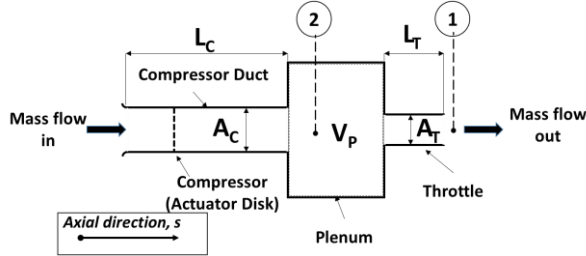 2
1
L_C
L_T
Compressor Duct
Mass flow
in
A_C
V_P
A_T
Mass flow
out
Compressor
(Actuator Disk)
Throttle
Plenum
Axial direction, s